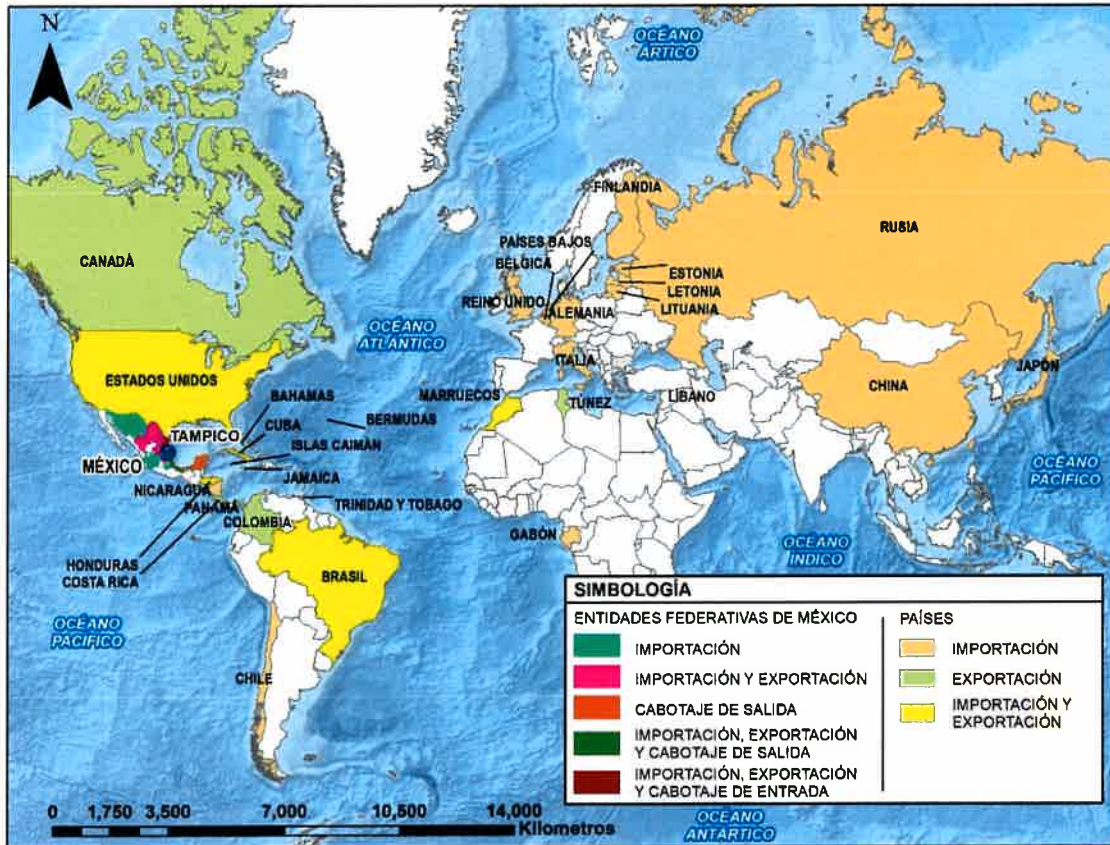 N
OCÉANO
ÁRTICO
FINLANDIA
RUSIA
PAÍSES BAJOS
BÉLGICA
CANADÁ
ESTONIA
LETONIA
REINO UNIDO
ALEMANIA
LITUANIA
OCÉANO
ATLÁNTICO
ITALIA
JAPÓN
ESTADOS UNIDOS
CHINA
BAHAMAS
MARRUECOS
TÚNEZ
LÍBANO
CUBA
BERMUDAS
TAMPICO
ISLAS CAIMÁN
MÉXICO
JAMAICA
OCÉANO
PACÍFICO
NICARAGUA
TRINIDAD Y TOBAGO
PANAMÁ
COLOMBIA
GABÓN
OCÉANO
ÍNDICO
HONDURAS
COSTA RICA
BRASIL
OCÉANO
PACÍFICO
CHILE
SIMBOLOGÍA
ENTIDADES FEDERATIVAS DE MÉXICO
IMPORTACIÓN
IMPORTACIÓN Y EXPORTACIÓN
CABOTAJE DE SALIDA
IMPORTACIÓN, EXPORTACIÓN
Y CABOTAJE DE SALIDA
IMPORTACIÓN, EXPORTACIÓN
Y CABOTAJE DE ENTRADA
PAÍSES
IMPORTACIÓN
EXPORTACIÓN
IMPORTACIÓN Y
EXPORTACIÓN
0 1,750 3,500 7,000 10,500 14,000
Kilometros
OCÉANO
ANTÁRTICO